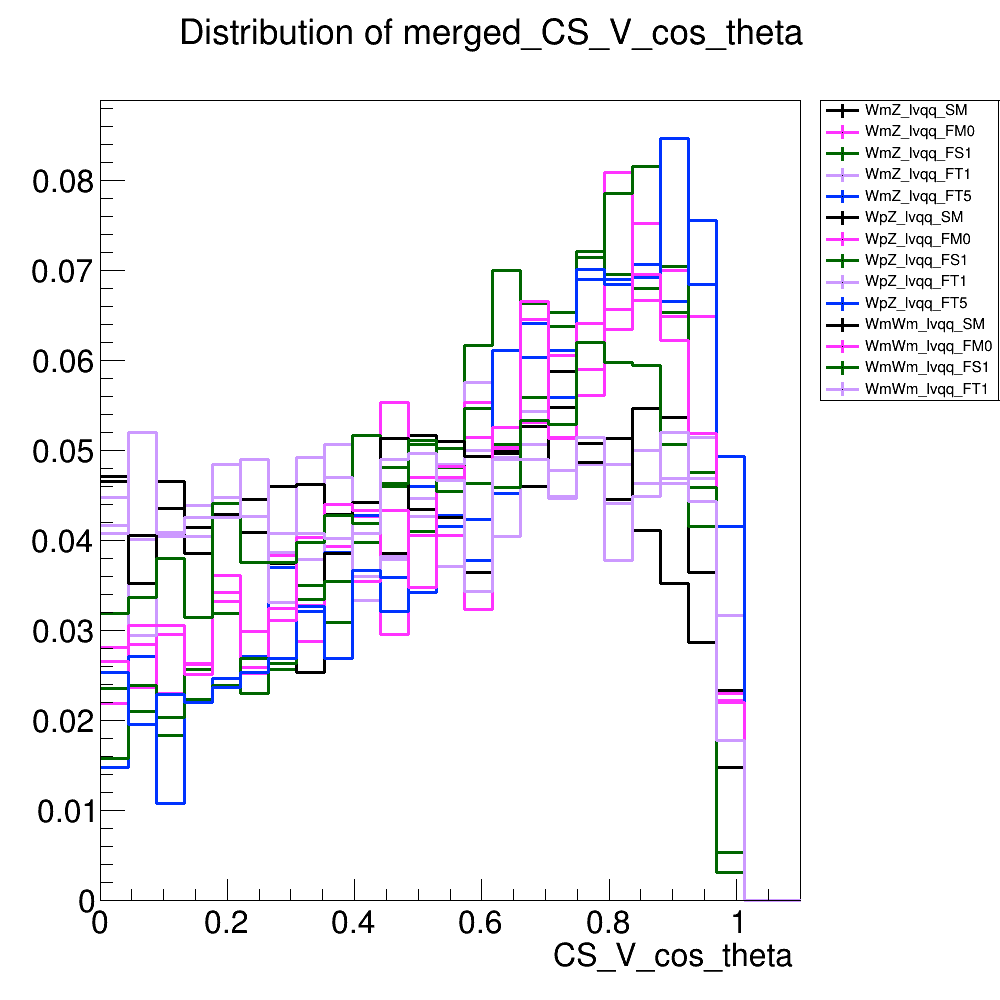 Distribution of merged_CS_V_cos_theta
WmZ_lvqq_SM
WmZ_lvqq_FM0
WmZ_lvqq_FS1
WmZ_lvqq_FT1
WmZ_lvqq_FT5
WpZ_lvqq_SM
WpZ_lvqq_FM0
WpZ_lvqq_FS1
WpZ_lvqq_FT1
WpZ_lvqq_FT5
WmWm_lvqq_SM
WmWm_lvqq_FM0
WmWm_lvqq_FS1
WmWm_lvqq_FT1
0.08
0.07
0.06
0.05
0.04
0.03
0.02
0.01
0
0 0.2 0.4 0.6 0.8 1
CS_V_cos_theta